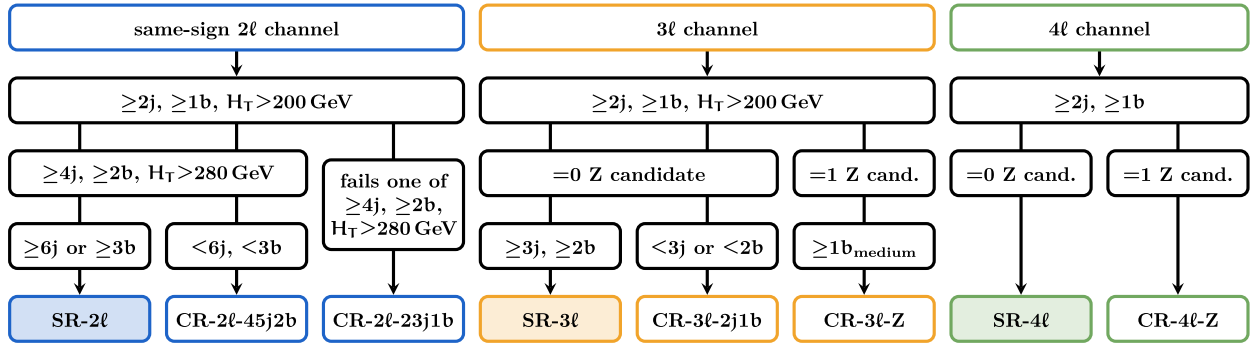 same-sign 2ℓ channel
3ℓ channel
4ℓ channel
≥2j, ≥1b, H_T>200 GeV
≥2j, ≥1b, H_T>200 GeV
≥2j, ≥1b
≥4j, ≥2b, H_T>280 GeV
fails one of
≥4j, ≥2b,
H_T>280 GeV
=0 Z candidate
=1 Z cand.
=0 Z cand.
=1 Z cand.
≥6j or ≥3b
<6j, <3b
≥3j, ≥2b
<3j or <2b
≥1b_medium
SR-2ℓ
CR-2ℓ-45j2b
CR-2ℓ-23j1b
SR-3ℓ
CR-3ℓ-2j1b
CR-3ℓ-Z
SR-4ℓ
CR-4ℓ-Z